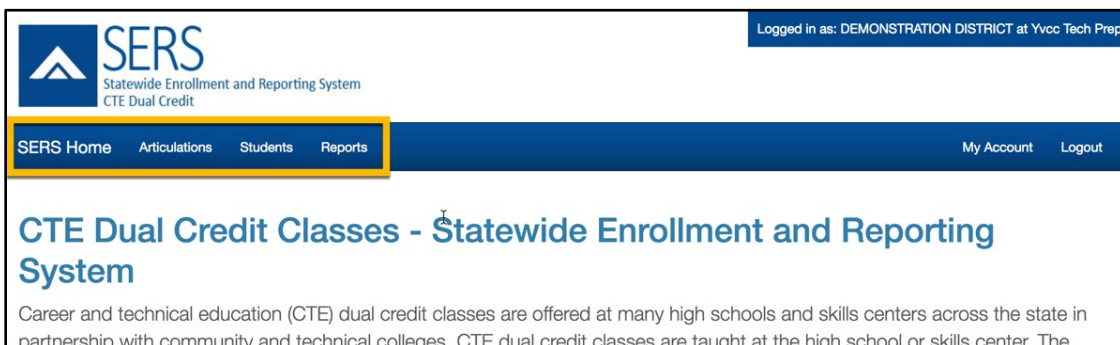 Logged in as: DEMONSTRATION DISTRICT at Yvcc Tech Prep
SERS
Statewide Enrollment and Reporting System
CTE Dual Credit
SERS Home Articulations Students Reports My Account Logout
CTE Dual Credit Classes - Statewide Enrollment and Reporting
System
Career and technical education (CTE) dual credit classes are offered at many high schools and skills centers across the state in
partnership with community and technical colleges. CTE dual credit classes are taught at the high school or skills center. The